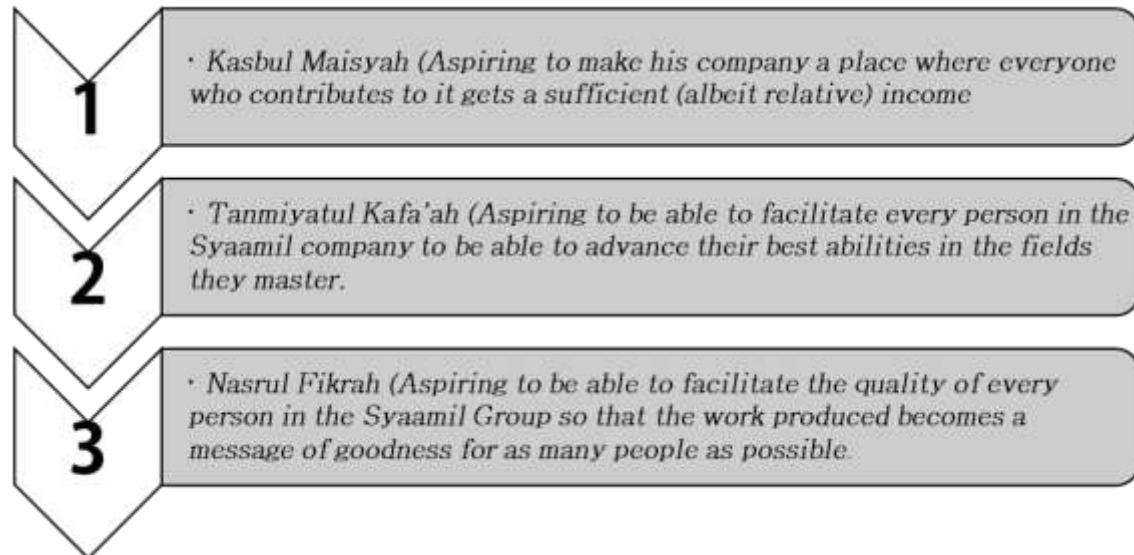 1
· Kasbul Maisyah (Aspiring to make his company a place where everyone
who contributes to it gets a sufficient (albeit relative) income
2
· Tanmiyatul Kafa'ah (Aspiring to be able to facilitate every person in the
Syaamil company to be able to advance their best abilities in the fields
they master.
3
· Nasrul Fikrah (Aspiring to be able to facilitate the quality of every
person in the Syaamil Group so that the work produced becomes a
message of goodness for as many people as possible.